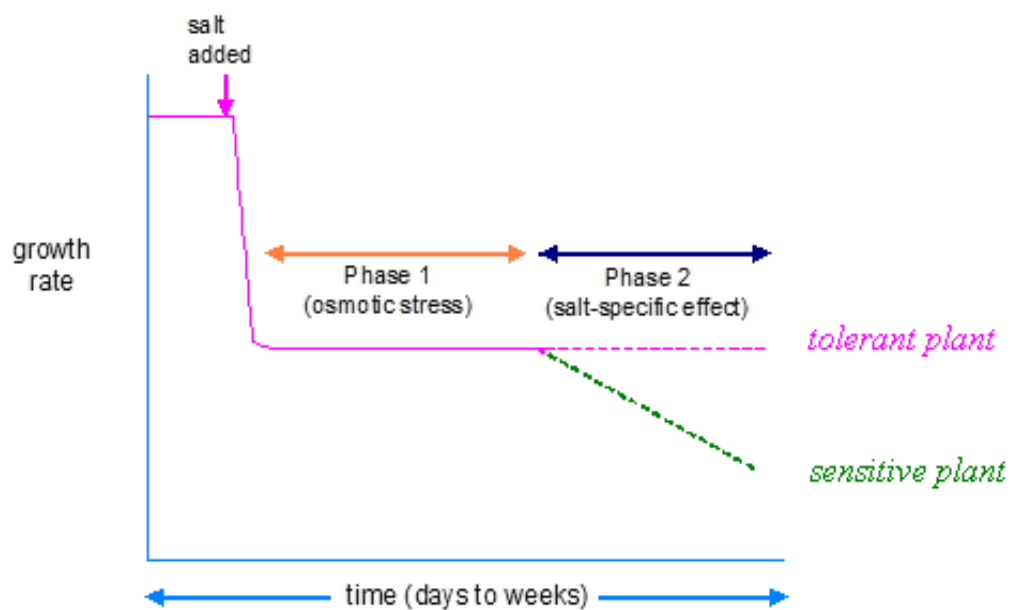 salt
added
growth
rate
Phase 1
(osmotic stress)
Phase 2
(salt-specific effect)
tolerant plant
sensitive plant
time (days to weeks)